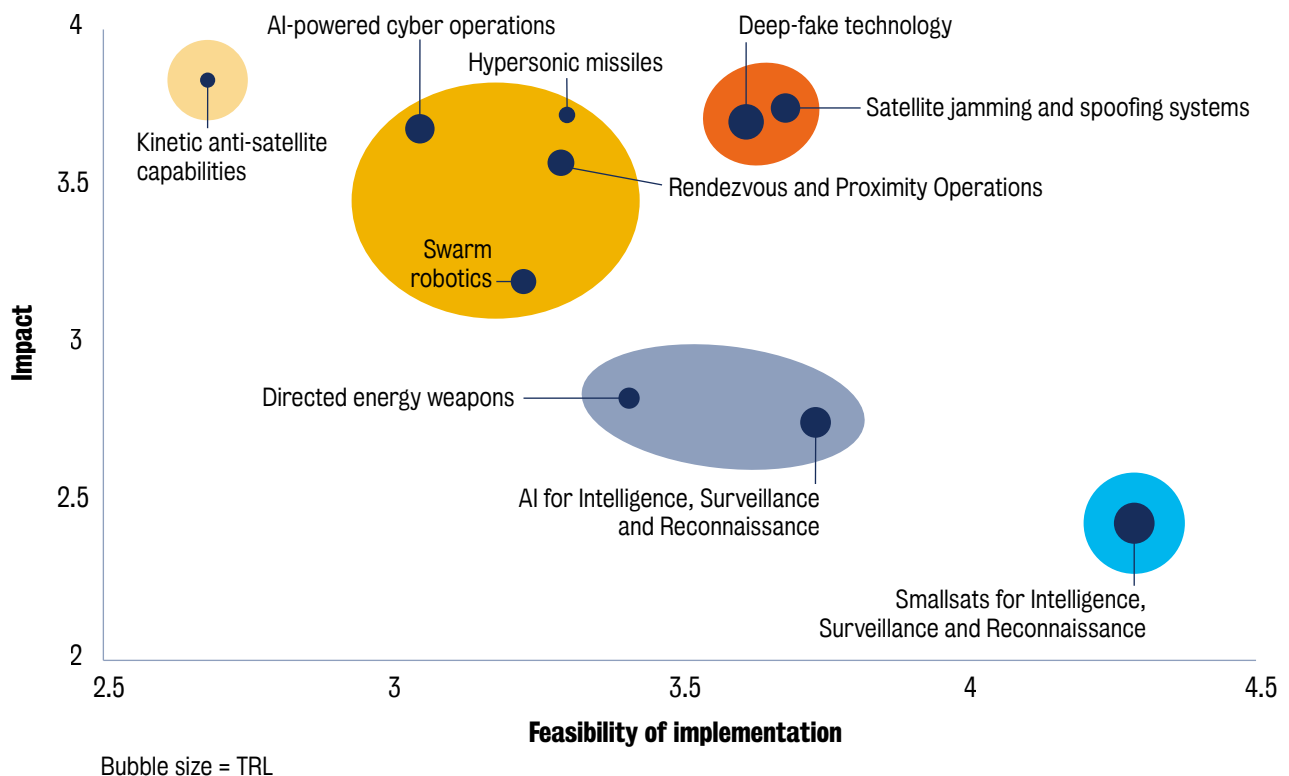 4
AI-powered cyber operations
Deep-fake technology
Hypersonic missiles
Satellite jamming and spoofing systems
Kinetic anti-satellite
capabilities
3.5
Rendezvous and Proximity Operations
Swarm
robotics
Impact
3
Directed energy weapons
2.5
AI for Intelligence, Surveillance
and Reconnaissance
Smallsats for Intelligence,
Surveillance and Reconnaissance
2
2.5
3
3.5
4
4.5
Feasibility of implementation
Bubble size = TRL